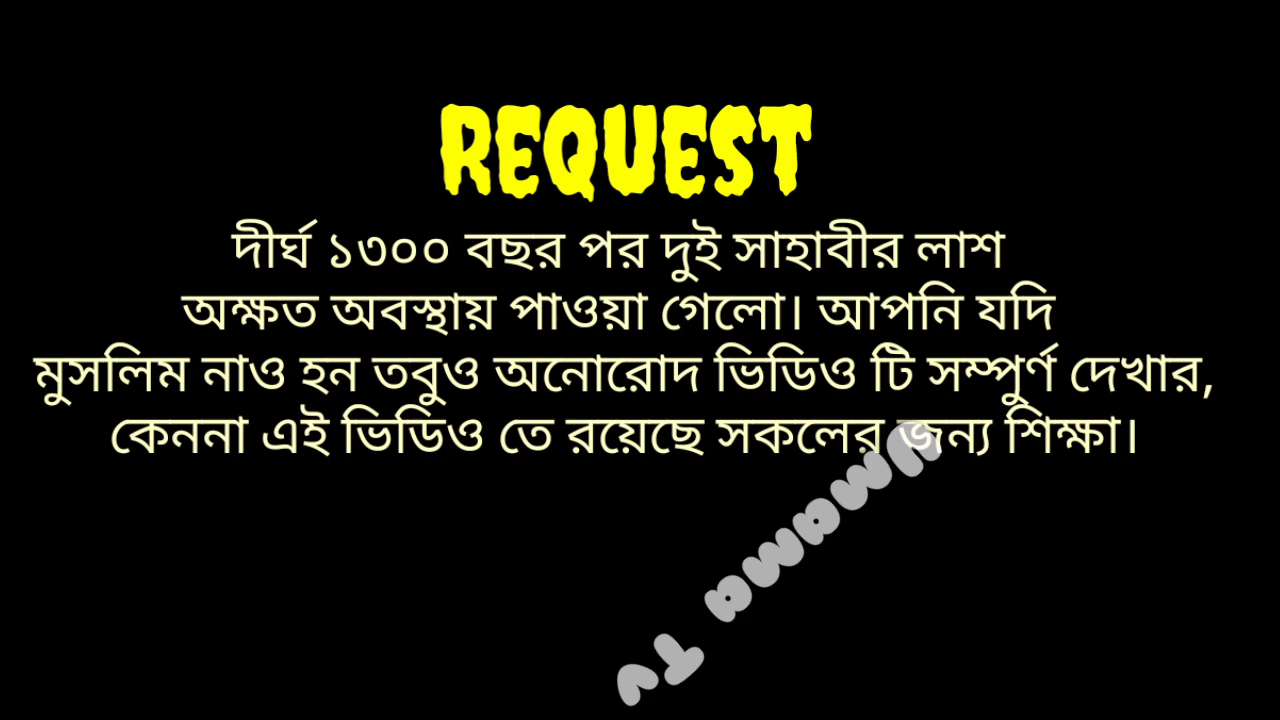 REQUEST
দীর্ঘ ১৩০০ বছর পর দুই সাহাবীর লাশ
অক্ষত অবস্থায় পাওয়া গেলো। আপনি যদি
মুসলিম নাও হন তবুও অনোরোদ ভিডিও টি সম্পুর্ণ দেখার,
কেননা এই ভিডিও তে রয়েছে সকলের জন্য শিক্ষা।